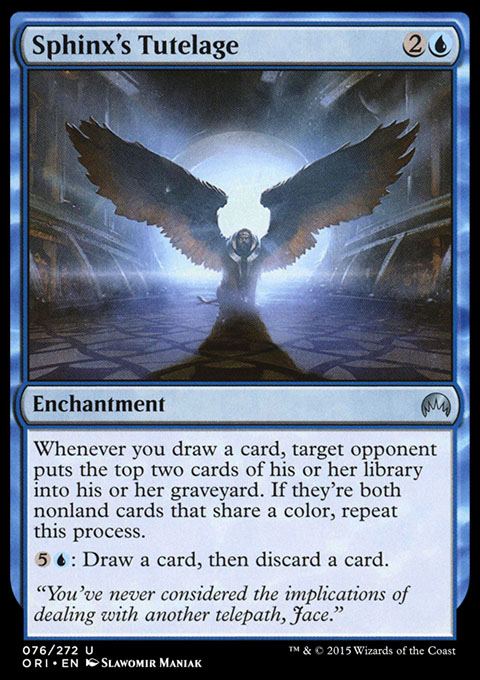 Sphinx's Tutelage 2
Enchantment
Whenever you draw a card, target opponent
puts the top two cards of his or her library
into his or her graveyard. If they're both
nonland cards that share a color, repeat
this process.
5 : Draw a card, then discard a card.
"You've never considered the implications of
dealing with another telepath, Jace."
076/272 U
ORI • EN Slawomir Maniak
™ & © 2015 Wizards of the Coast